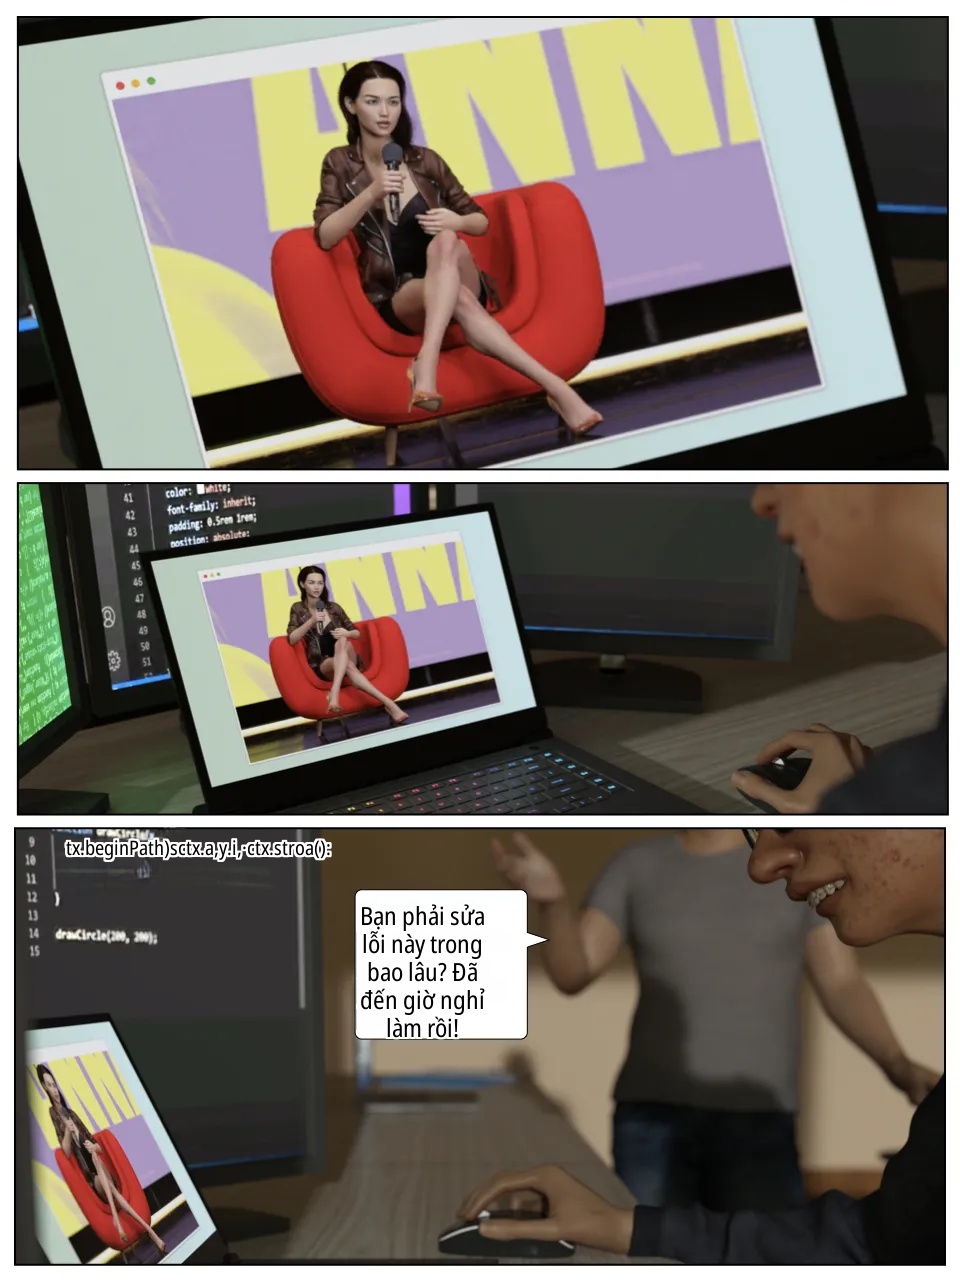 ANNA
41 color: white;
42 font-family: inherit;
43 padding: 0.5rem 1rem;
44 position: absolute;
45
46
47
48
49
50
51
ANNA
9 function drawCircle(
tx.beginPath)sctx.a,y.i,-ctx.stroa():
10
11
12 }
13
14 drawCircle(200, 200);
15
Bạn phải sửa
lỗi này trong
bao lâu? Đã
đến giờ nghỉ
làm rồi!